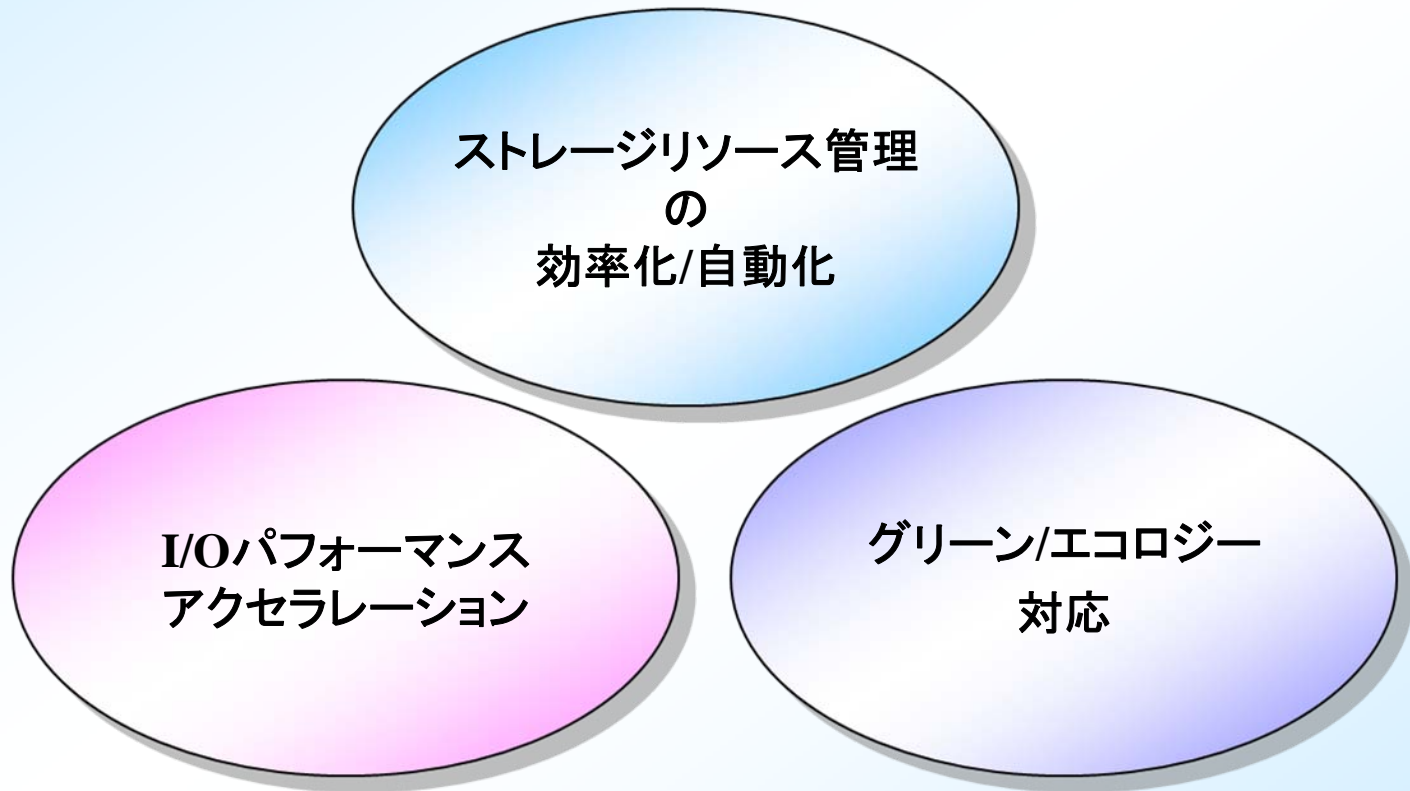 ストレージリソース管理
の
効率化/自動化
I/Oパフォーマンス
アクセラレーション
グリーン/エコロジー
対応